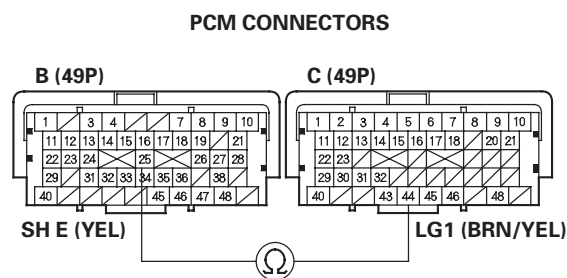 PCM CONNECTORS
B (49P) C (49P)
1 3 4 7 8 9 10 1 2 3 4 5 6 7 8 9 10
11 12 13 14 15 16 17 18 19 21 11 12 13 14 15 16 17 18 20 21
22 23 24 25 26 27 28 22 23
29 31 32 33 34 35 36 38 29 30 31 32
40 45 46 47 48 40 43 44 45 46 48
SH E (YEL) LG1 (BRN/YEL)
Ω